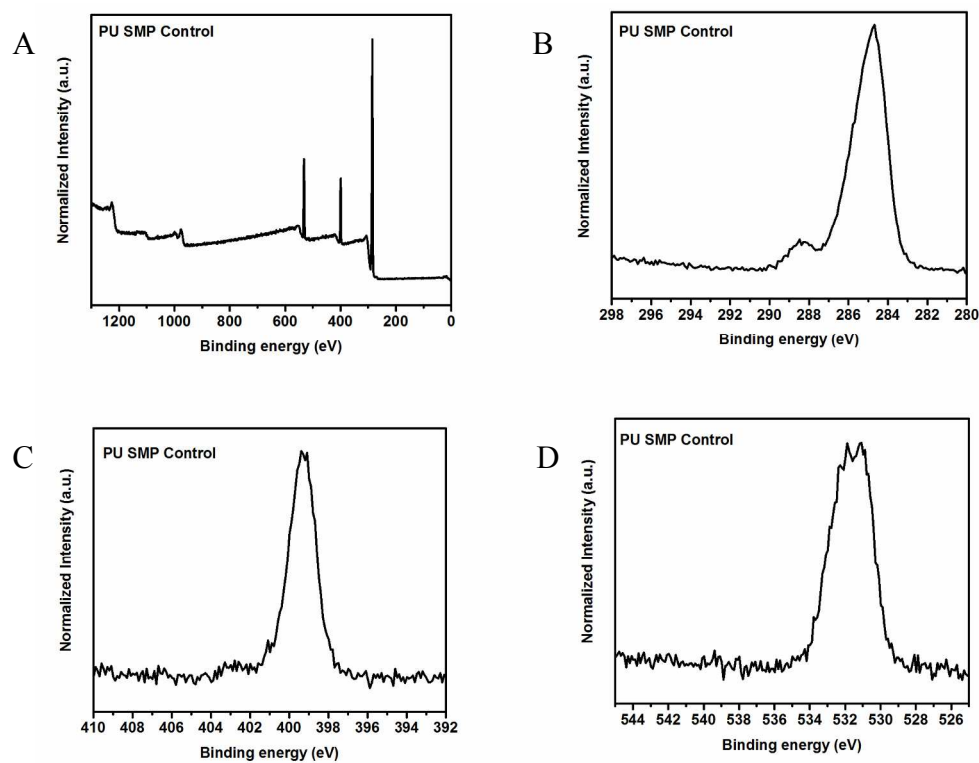 A
PU SMP Control
Normalized Intensity (a.u.)
1200 1000 800 600 400 200 0
Binding energy (eV)
B
PU SMP Control
Normalized Intensity (a.u.)
298 296 294 292 290 288 286 284 282 280
Binding energy (eV)
C
PU SMP Control
Normalized Intensity (a.u.)
410 408 406 404 402 400 398 396 394 392
Binding energy (eV)
D
PU SMP Control
Normalized Intensity (a.u.)
544 542 540 538 536 534 532 530 528 526
Binding energy (eV)